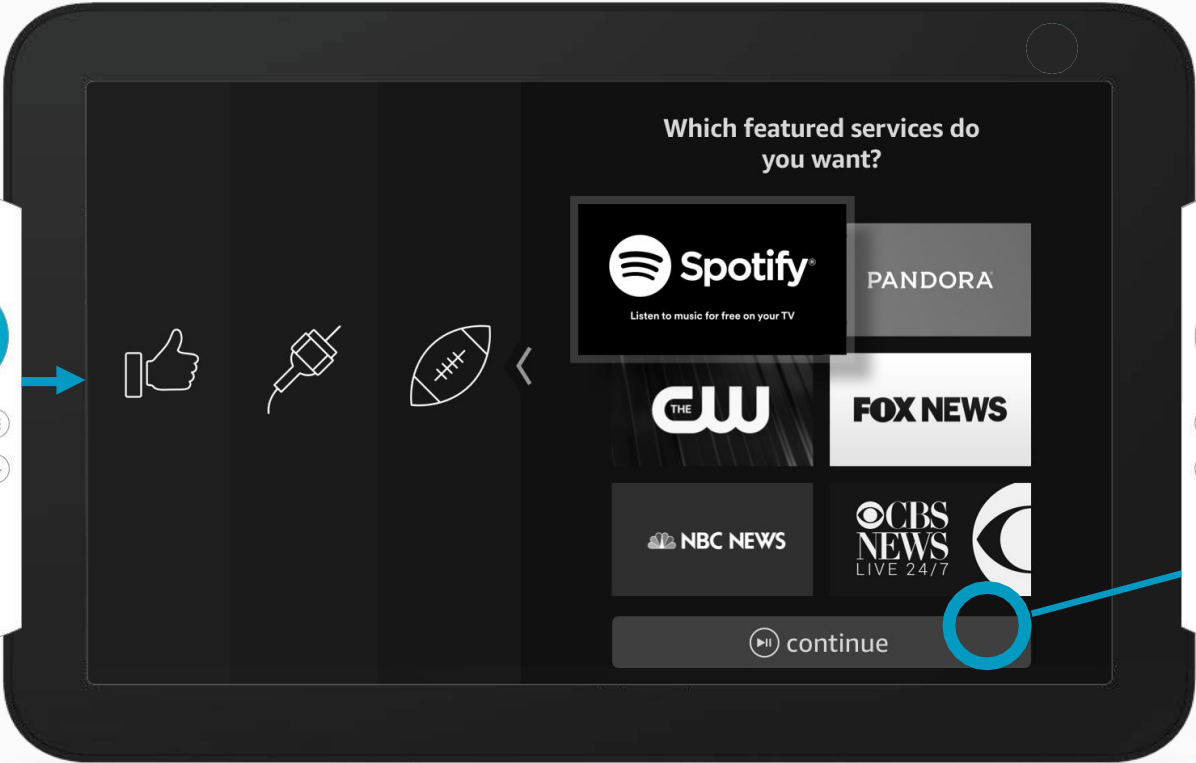 Which featured services do
you want?
Spotify®
Listen to music for free on your TV
PANDORA
THE CW
FOX NEWS
NBC NEWS
CBS
NEWS
LIVE 24/7
continue